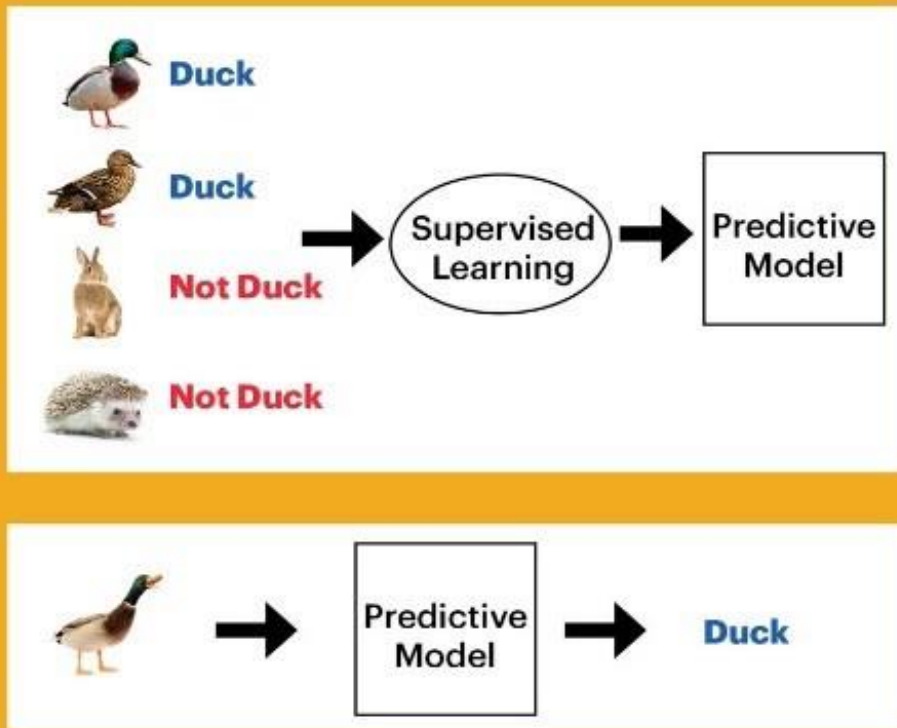 Duck
Duck
Not Duck
Not Duck
Supervised
Learning
Predictive
Model
Predictive
Model
Duck